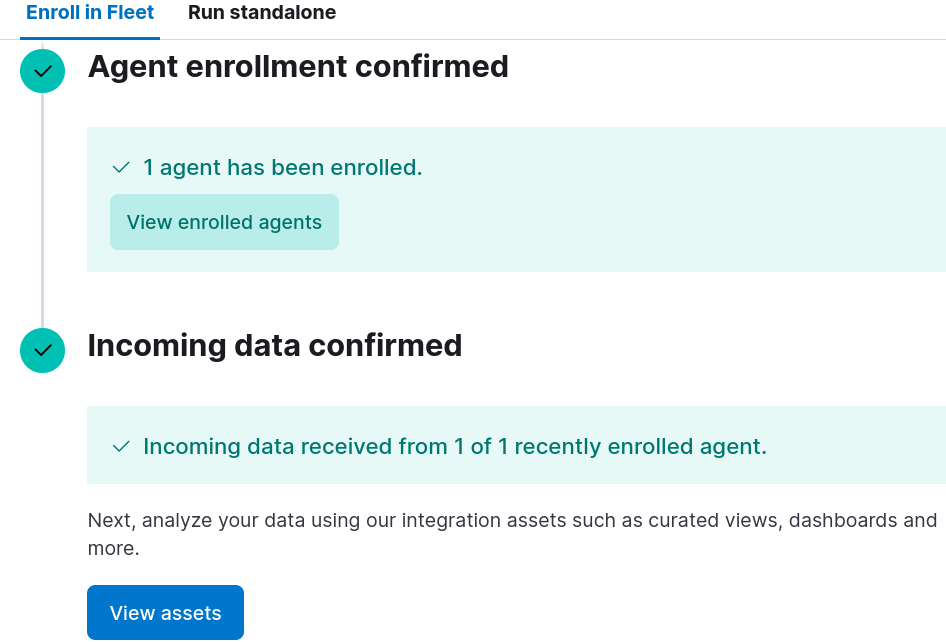 Enroll in Fleet Run standalone
Agent enrollment confirmed
1 agent has been enrolled.
View enrolled agents
Incoming data confirmed
Incoming data received from 1 of 1 recently enrolled agent.
Next, analyze your data using our integration assets such as curated views, dashboards and
more.
View assets